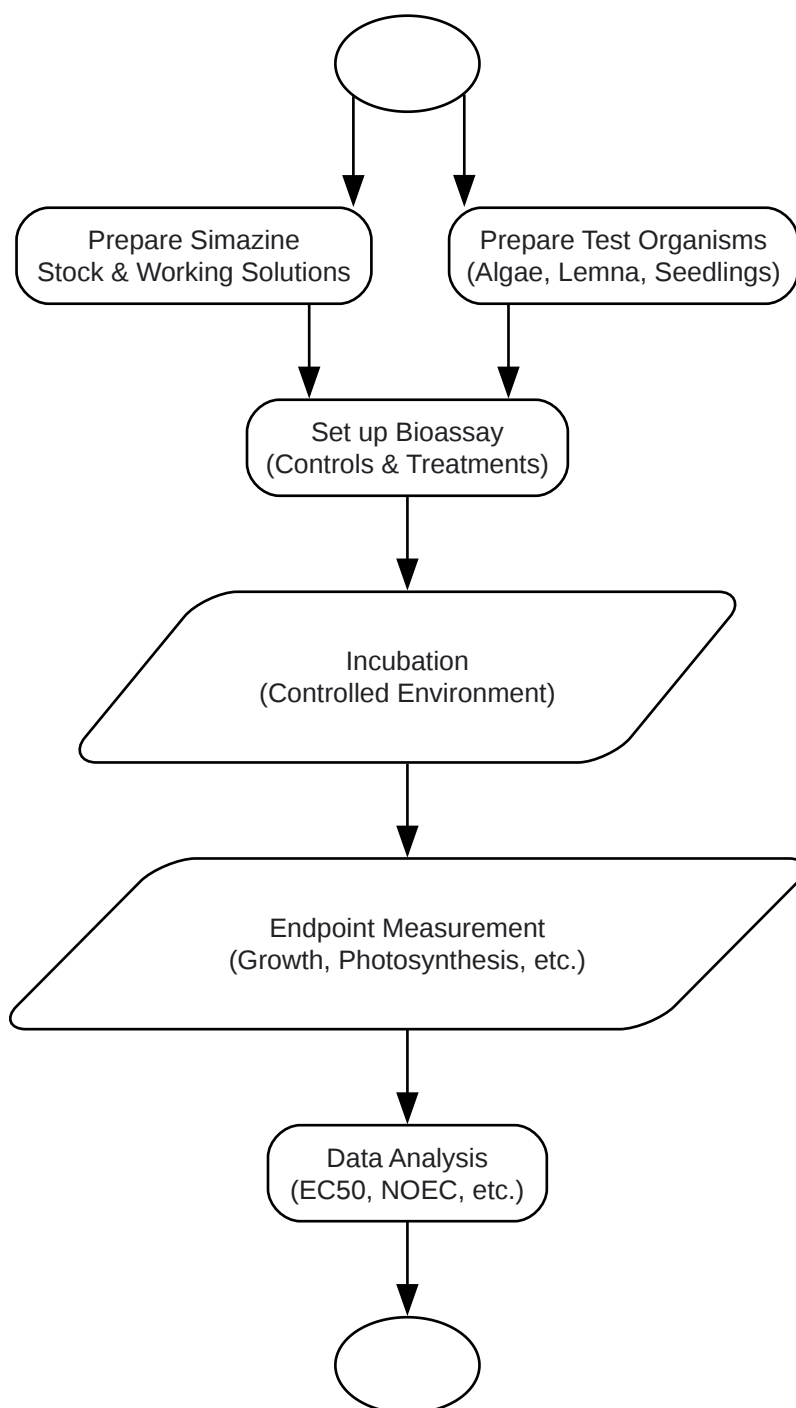 Prepare Simazine
Stock & Working Solutions
Prepare Test Organisms
(Algae, Lemna, Seedlings)
Set up Bioassay
(Controls & Treatments)
Incubation
(Controlled Environment)
Endpoint Measurement
(Growth, Photosynthesis, etc.)
Data Analysis
(EC50, NOEC, etc.)